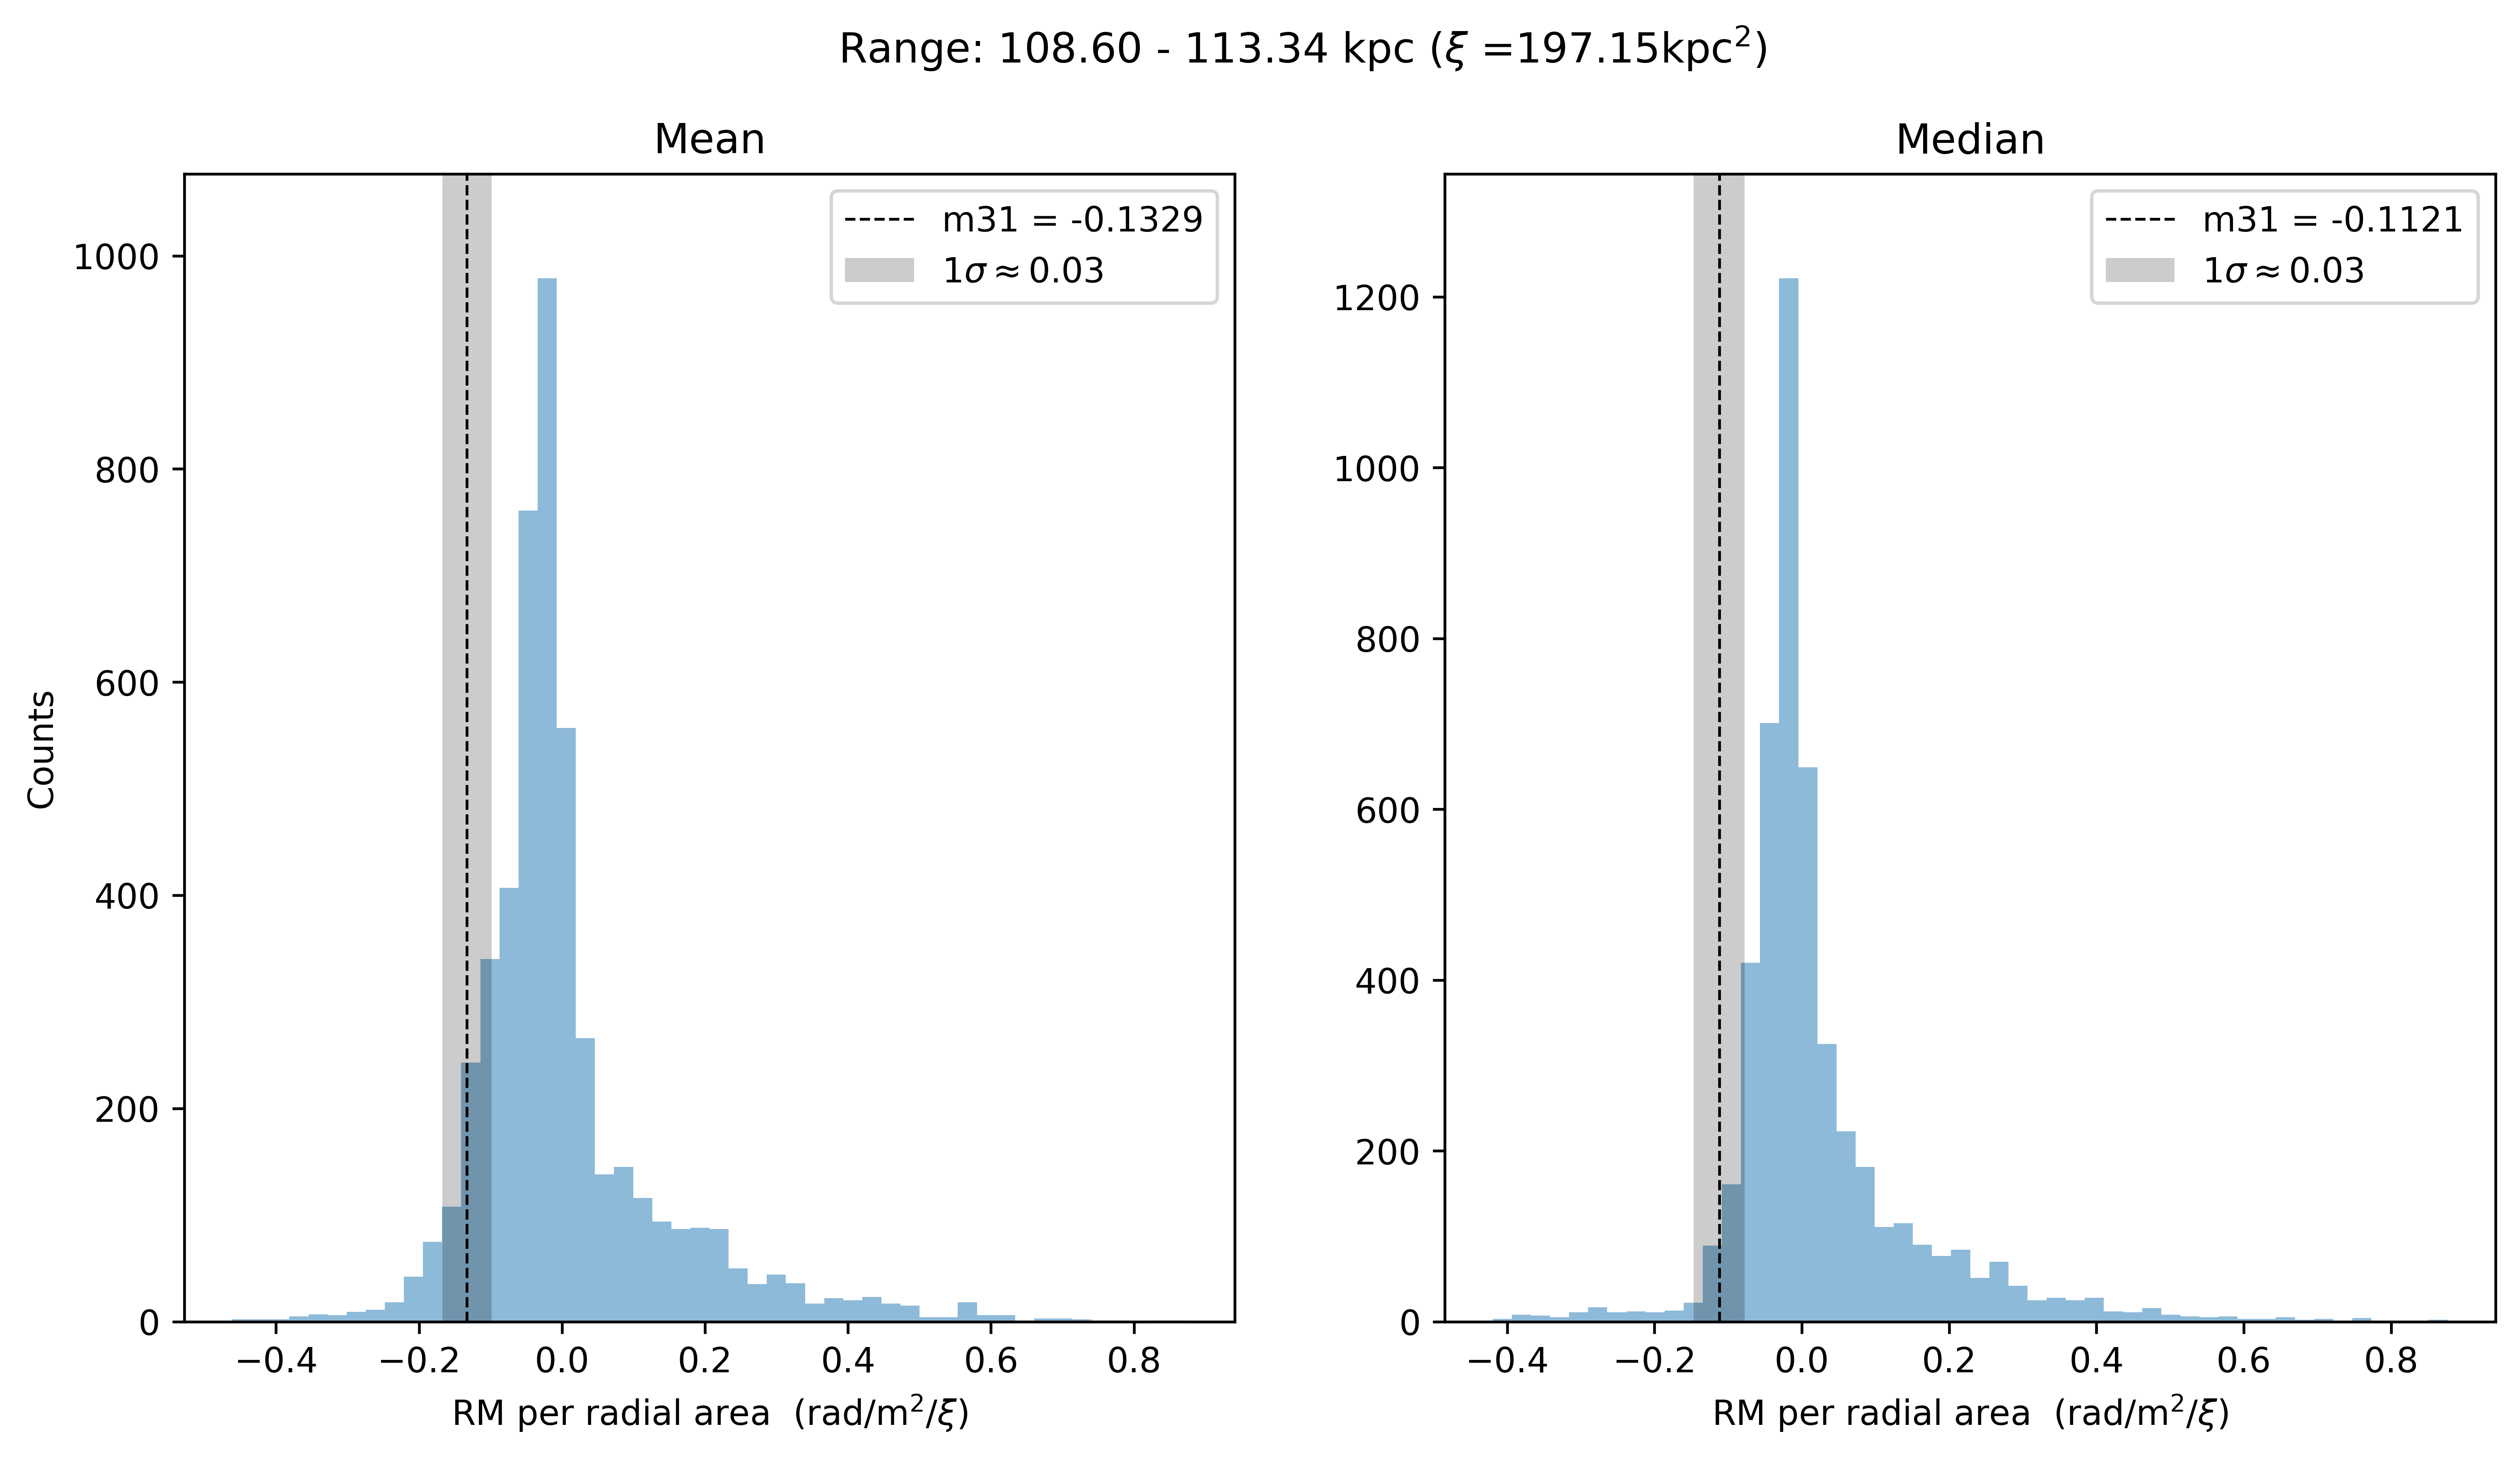 Range: 108.60 - 113.34 kpc (ξ =197.15kpc²)
Mean
m31 = -0.1329
1σ ≈ 0.03
Counts
1000
800
600
400
200
0
−0.4 −0.2 0.0 0.2 0.4 0.6 0.8
RM per radial area (rad/m²/ξ)
Median
m31 = -0.1121
1σ ≈ 0.03
1200
1000
800
600
400
200
0
−0.4 −0.2 0.0 0.2 0.4 0.6 0.8
RM per radial area (rad/m²/ξ)